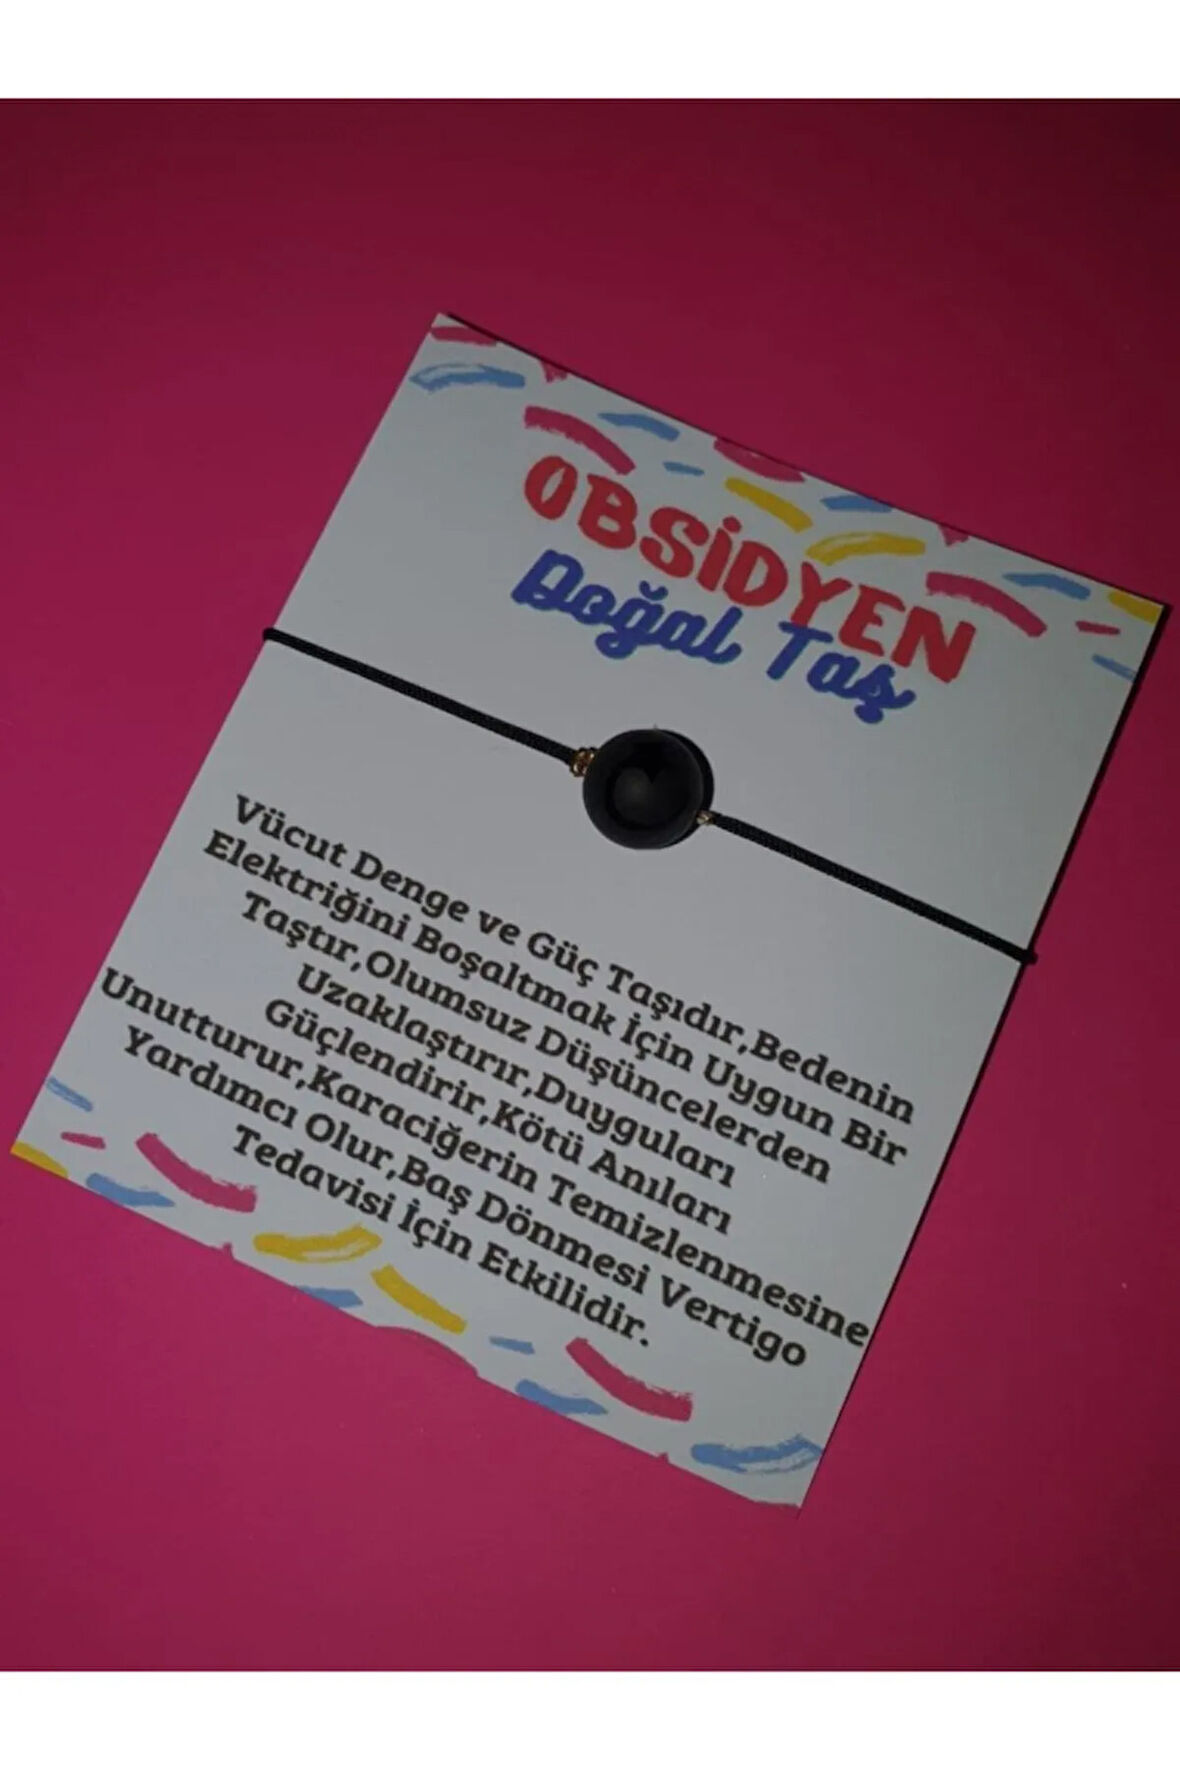 OBSİDYEN
Doğal Taş
Vücut Denge ve Güç Taşıdır,Bedenin
Elektriğini Boşaltmak İçin Uygun Bir
Taştır,Olumsuz Düşüncelerden
Uzaklaştırır,Duyguları
Güçlendirir,Kötü Anıları
Unutturur,Karaciğerin Temizlenmesine
Yardımcı Olur,Baş Dönmesi Vertigo
Tedavisi İçin Etkilidir.